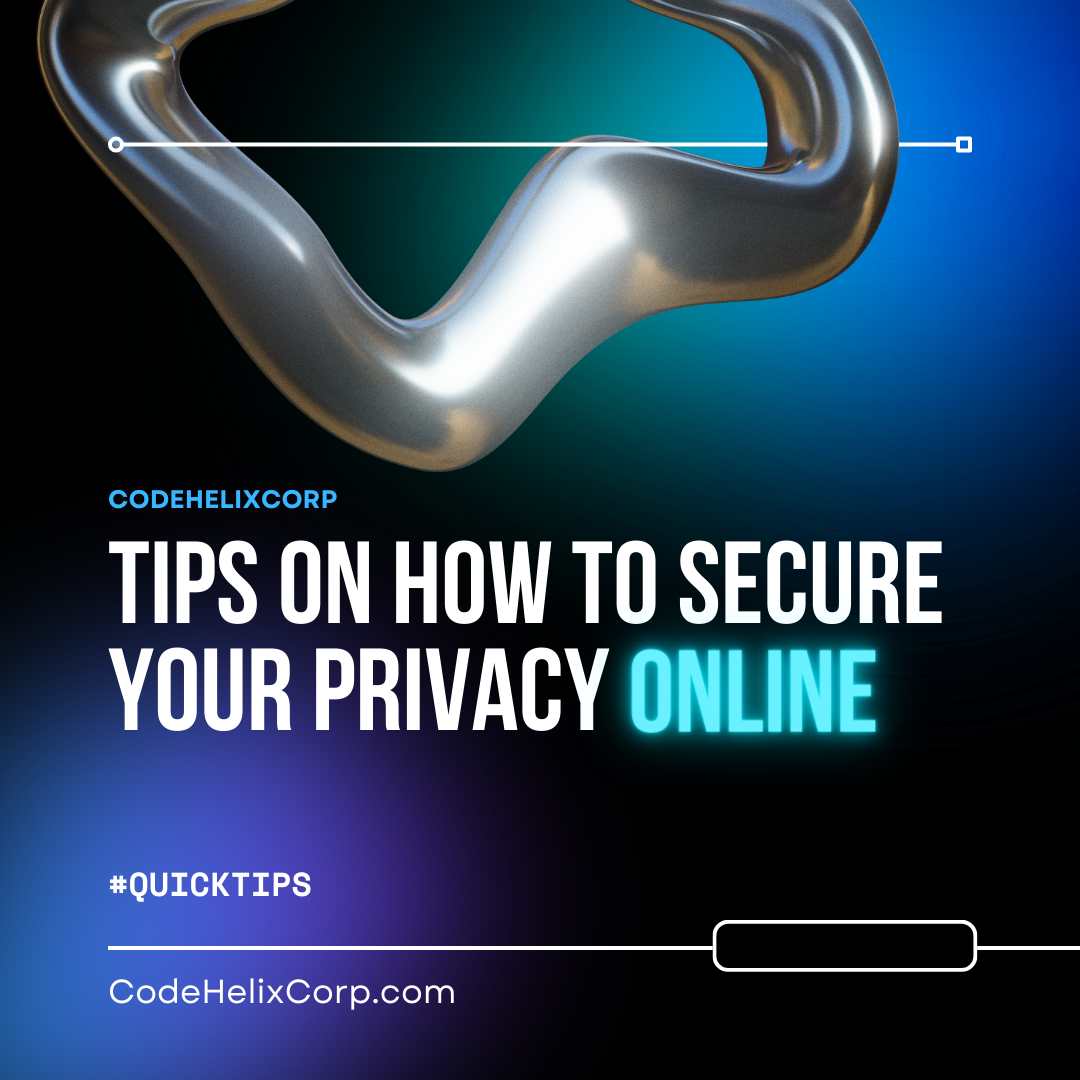 CODEHELIXCORP
TIPS ON HOW TO SECURE
YOUR PRIVACY ONLINE
#QUICKTIPS
CodeHelixCorp.com